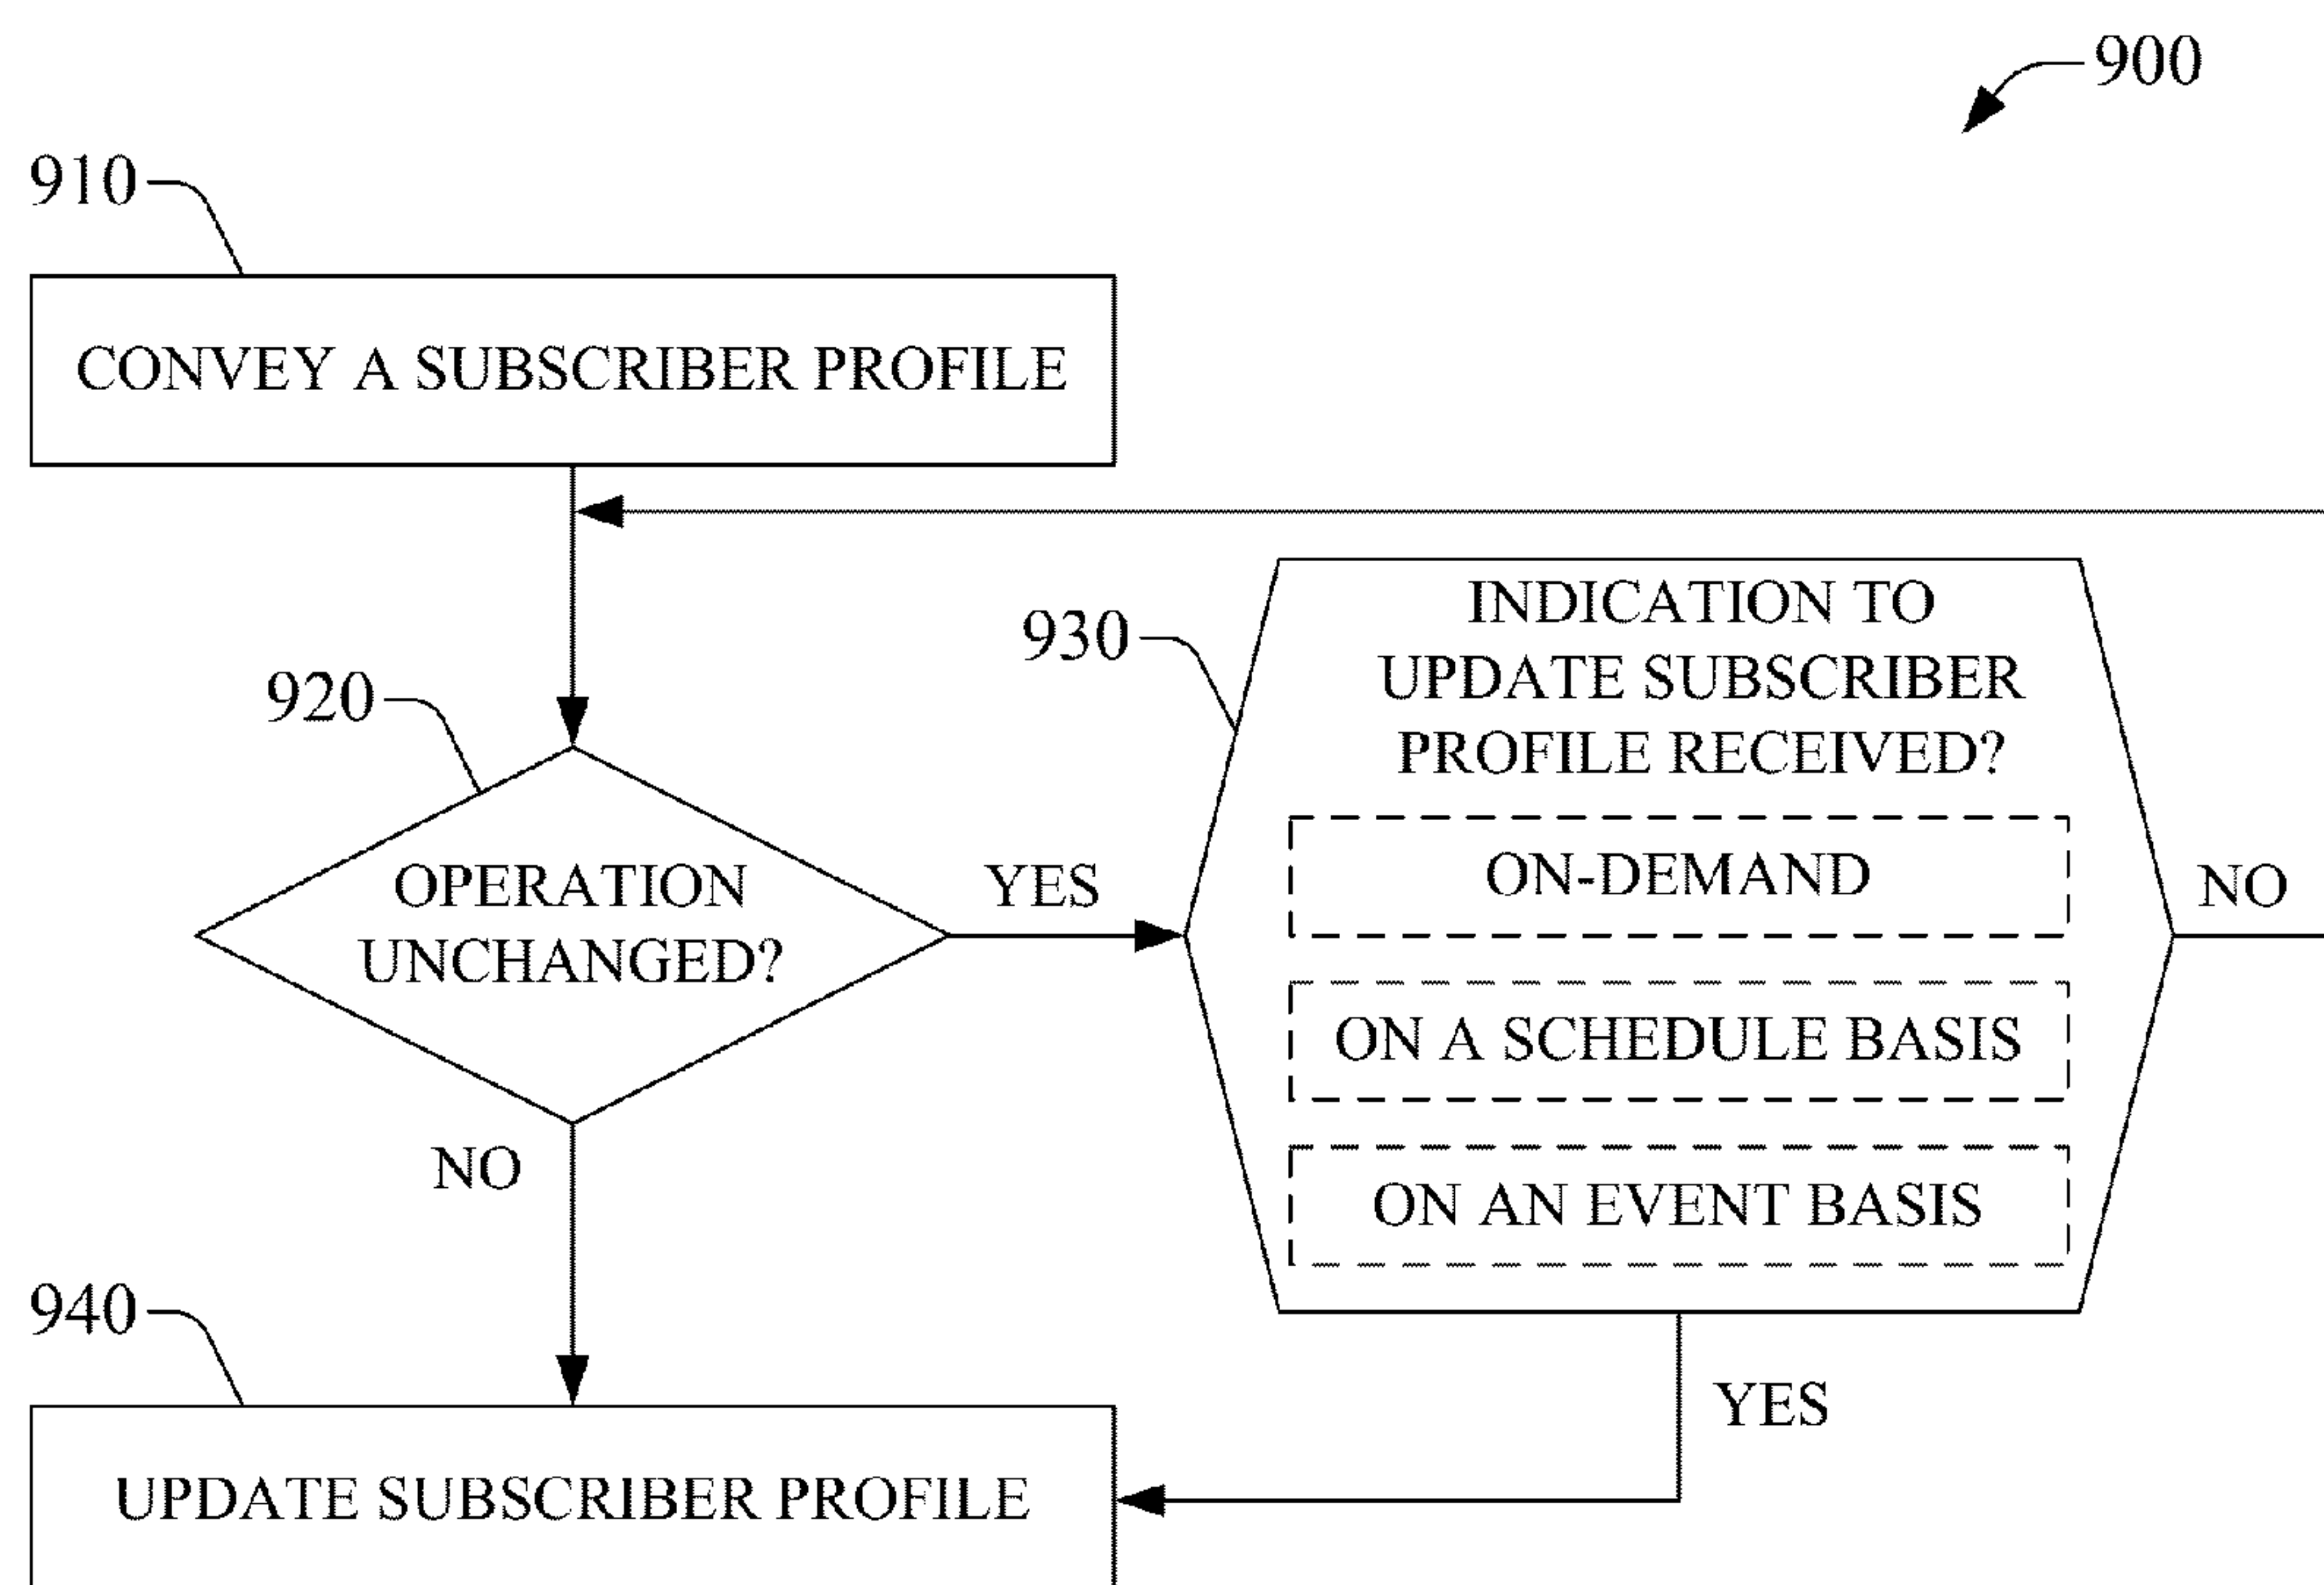 900
910
CONVEY A SUBSCRIBER PROFILE
930
INDICATION TO
UPDATE SUBSCRIBER
PROFILE RECEIVED?
920
OPERATION
UNCHANGED?
YES
ON-DEMAND
NO
ON A SCHEDULE BASIS
ON AN EVENT BASIS
NO
940
YES
UPDATE SUBSCRIBER PROFILE